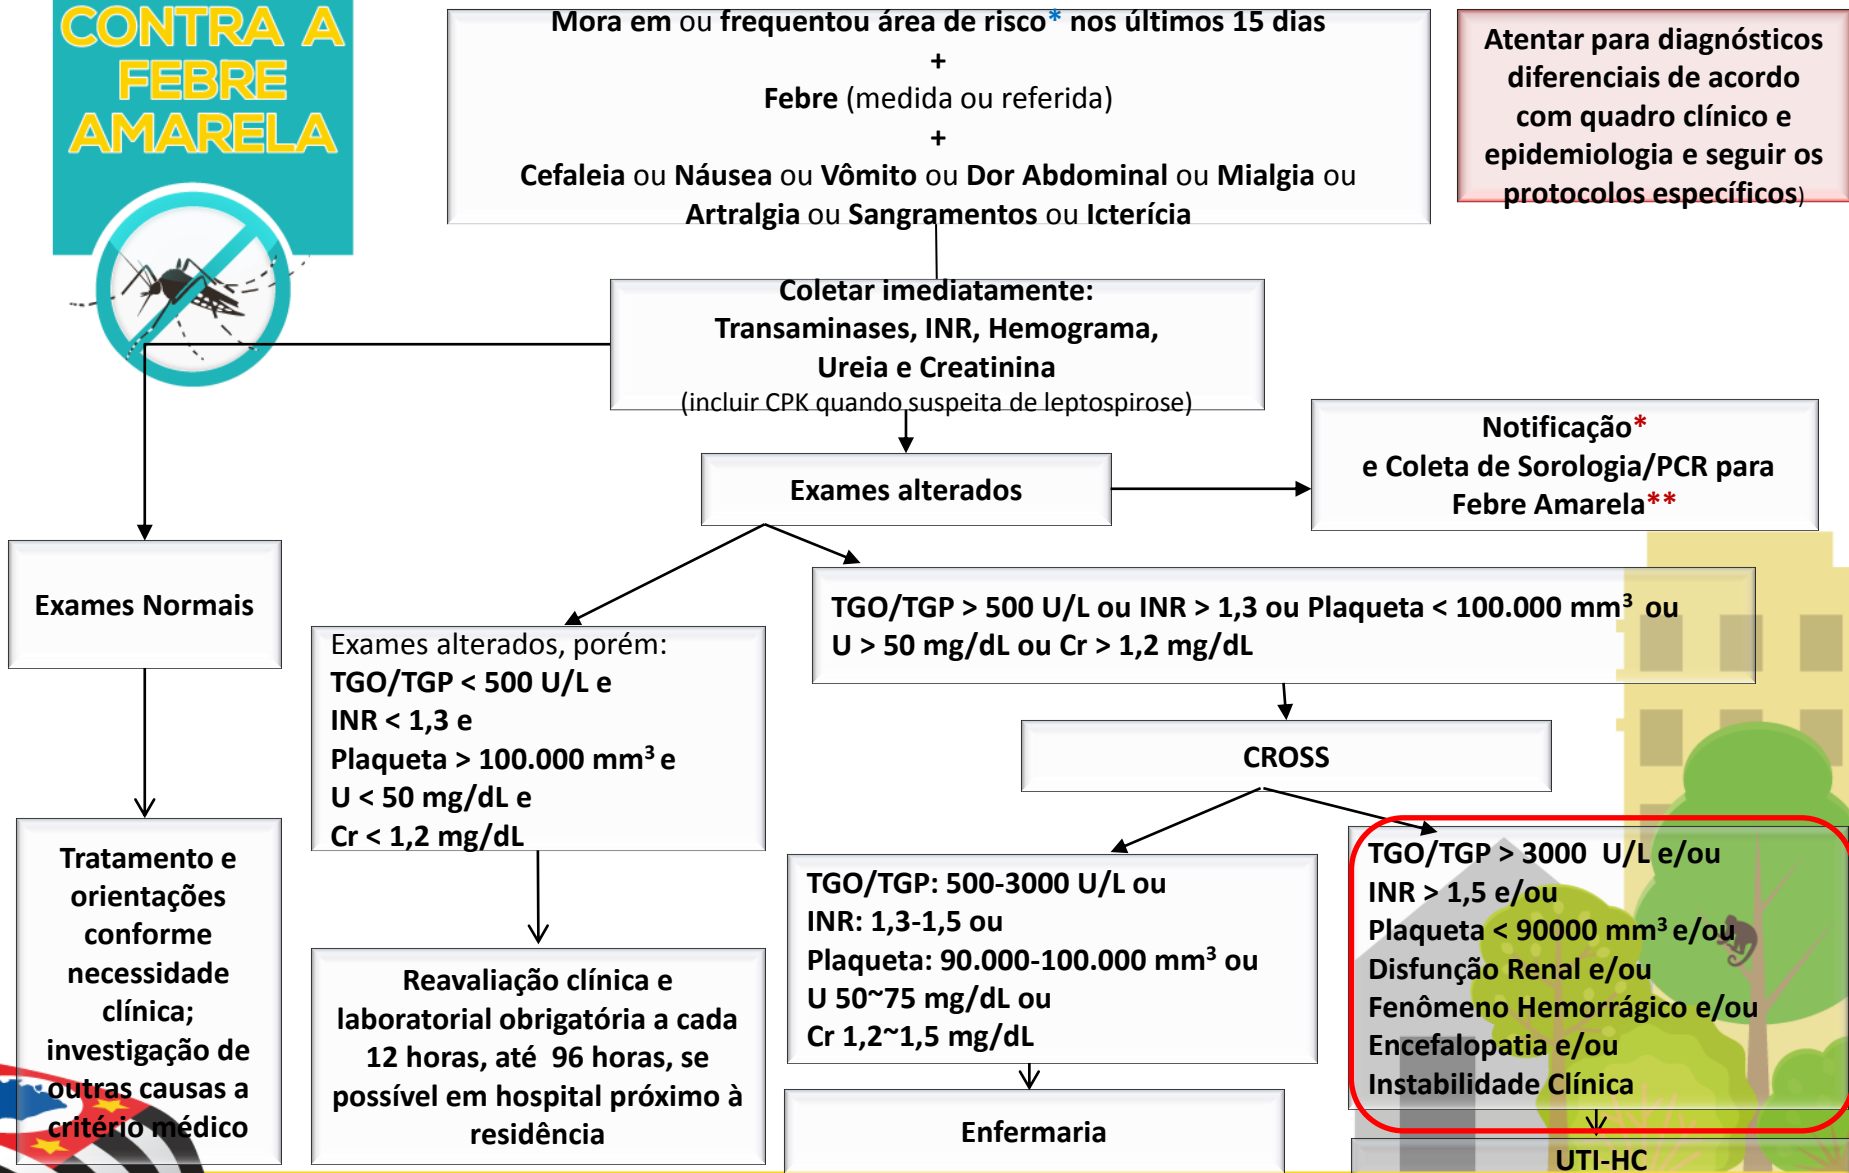 CONTRA A
FEBRE
AMARELA
Mora em ou frequentou área de risco* nos últimos 15 dias
+
Febre (medida ou referida)
+
Cefaleia ou Náusea ou Vômito ou Dor Abdominal ou Mialgia ou
Artralgia ou Sangramentos ou Icterícia
Atentar para diagnósticos
diferenciais de acordo
com quadro clínico e
epidemiologia e seguir os
protocolos específicos)
Coletar imediatamente:
Transaminases, INR, Hemograma,
Ureia e Creatinina
(incluir CPK quando suspeita de leptospirose)
Exames alterados
Notificação*
e Coleta de Sorologia/PCR para
Febre Amarela**
Exames Normais
Exames alterados, porém:
TGO/TGP < 500 U/L e
INR < 1,3 e
Plaqueta > 100.000 mm³ e
U < 50 mg/dL e
Cr < 1,2 mg/dL
TGO/TGP > 500 U/L ou INR > 1,3 ou Plaqueta < 100.000 mm³ ou
U > 50 mg/dL ou Cr > 1,2 mg/dL
CROSS
Tratamento e
orientações
conforme
necessidade
clínica;
investigação de
outras causas a
critério médico
Reavaliação clínica e
laboratorial obrigatória a cada
12 horas, até 96 horas, se
possível em hospital próximo à
residência
TGO/TGP: 500-3000 U/L ou
INR: 1,3-1,5 ou
Plaqueta: 90.000-100.000 mm³ ou
U 50~75 mg/dL ou
Cr 1,2~1,5 mg/dL
Enfermaria
TGO/TGP > 3000 U/L e/ou
INR > 1,5 e/ou
Plaqueta < 90000 mm³ e/ou
Disfunção Renal e/ou
Fenômeno Hemorrágico e/ou
Encefalopatia e/ou
Instabilidade Clínica
UTI-HC